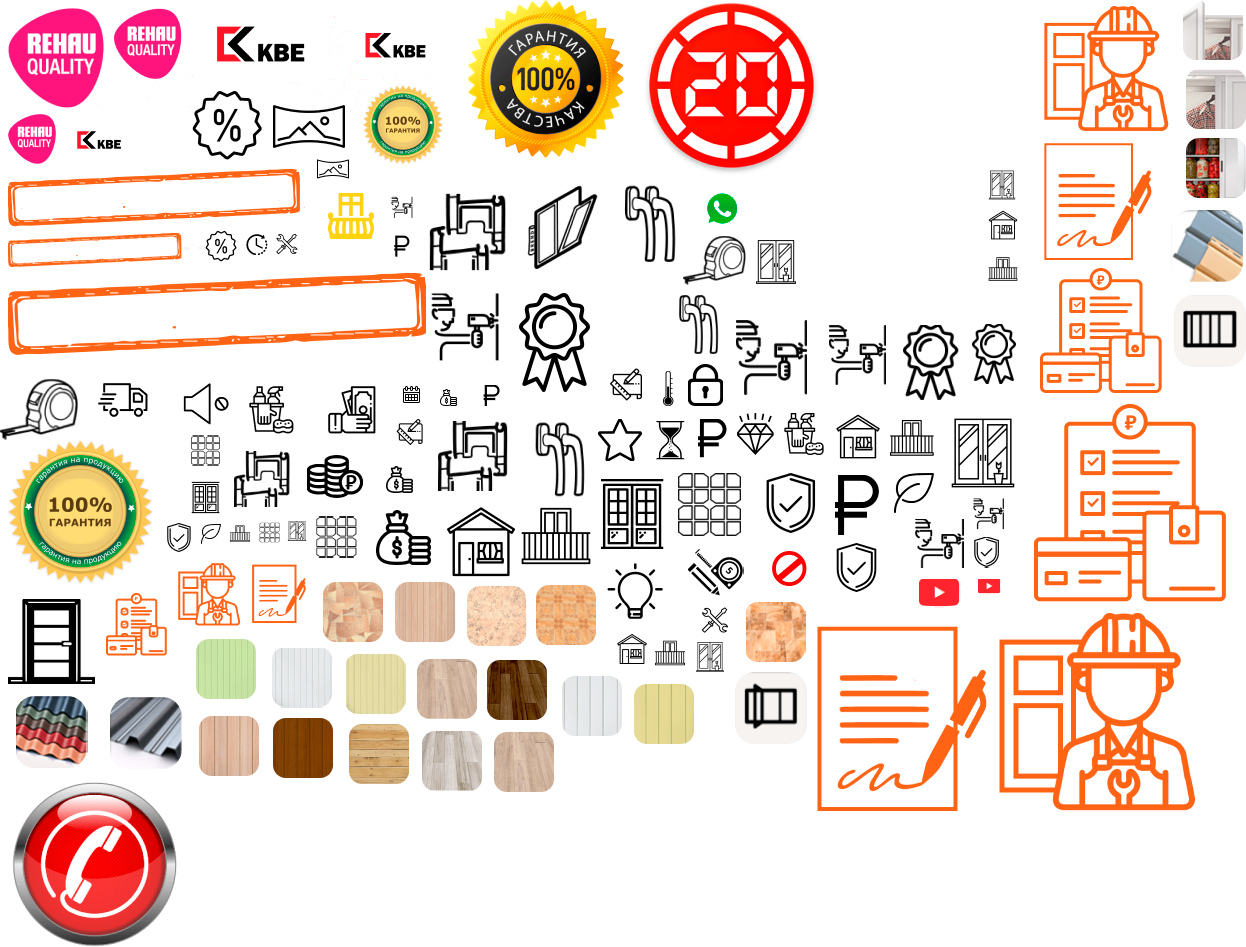 REHAU
QUALITY
REHAU
QUALITY
KBE
KBE
ГАРАНТИЯ
100%
КАЧЕСТВА
20
REHAU
QUALITY
KBE
%
100%
ГАРАНТИЯ
%
₽
₽
₽
₽
гарантия на продукцию
100%
ГАРАНТИЯ
гарантия на продукцию
₽
$
$
$
₽
₽
$
₽